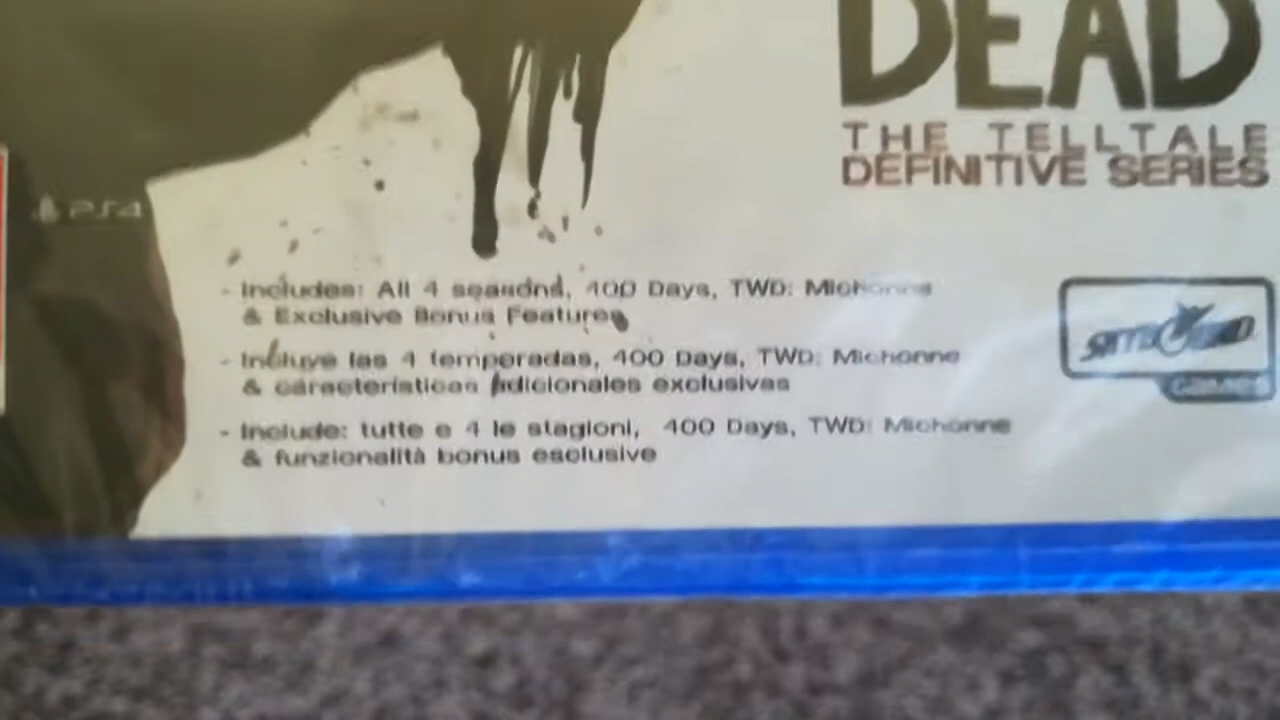 DEAD
THE TELLTALE
DEFINITIVE SERIES
PS4
- Includes: All 4 seasons, 400 Days, TWD: Michonne
& Exclusive Bonus Features
- Incluye las 4 temporadas, 400 Days, TWD: Michonne
& características adicionales exclusivas
- Include: tutte e 4 le stagioni, 400 Days, TWD: Michonne
& funzionalità bonus esclusive
Games